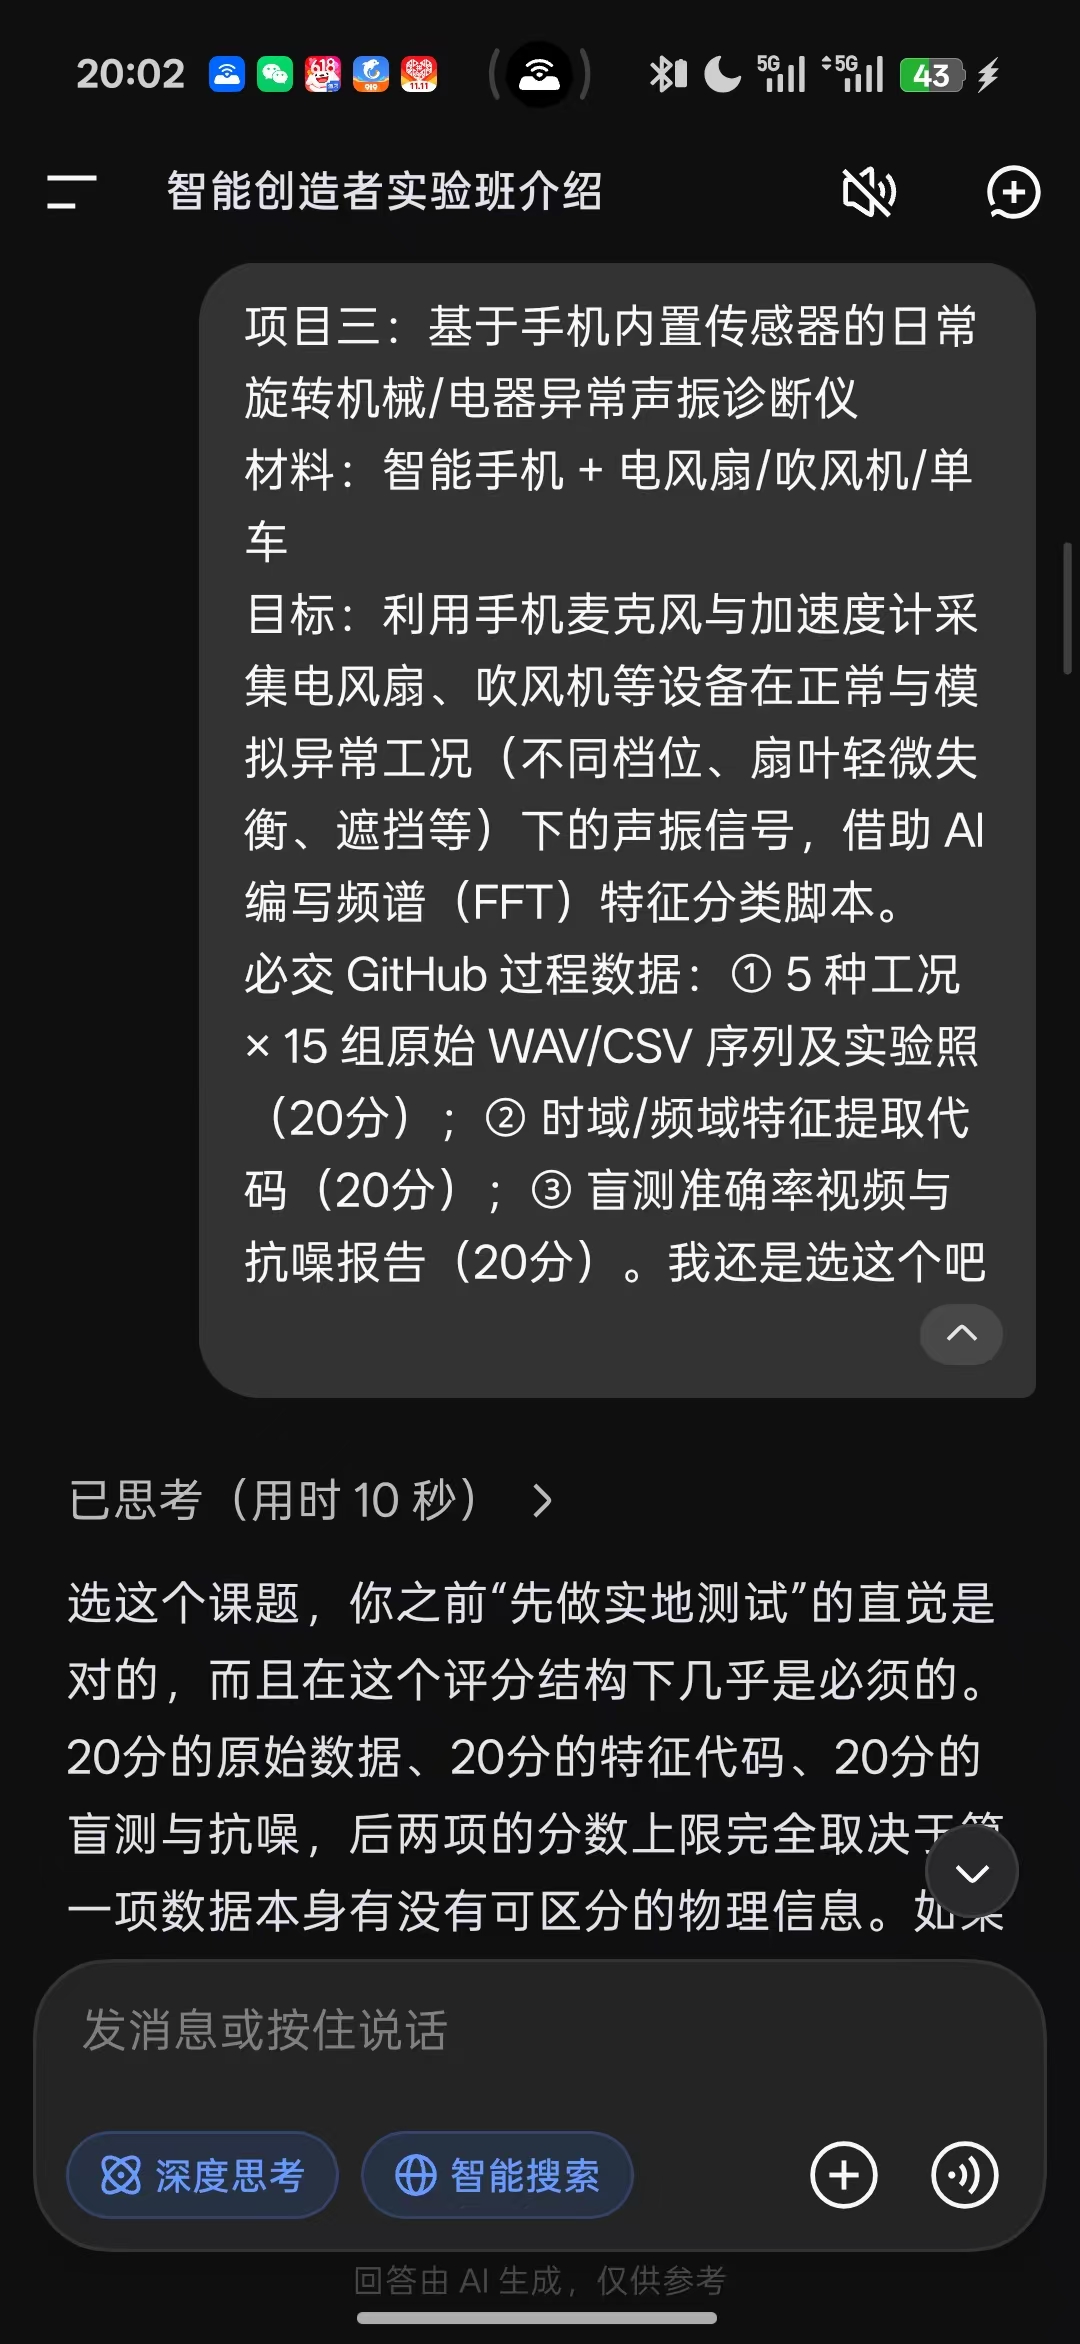 20:02
618
11.11
5G
5G
43
智能创造者实验班介绍
项目三：基于手机内置传感器的日常
旋转机械/电器异常声振诊断仪
材料：智能手机 + 电风扇/吹风机/单
车
目标：利用手机麦克风与加速度计采
集电风扇、吹风机等设备在正常与模
拟异常工况（不同档位、扇叶轻微失
衡、遮挡等）下的声振信号，借助 AI
编写频谱（FFT）特征分类脚本。
必交 GitHub 过程数据：① 5 种工况
× 15 组原始 WAV/CSV 序列及实验照
（20分）；② 时域/频域特征提取代
码（20分）；③ 盲测准确率视频与
抗噪报告（20分）。我还是选这个吧
已思考（用时 10 秒）
选这个课题，你之前“先做实地测试”的直觉是
对的，而且在这个评分结构下几乎是必须的。
20分的原始数据、20分的特征代码、20分的
盲测与抗噪，后两项的分数上限完全取决于第
一项数据本身有没有可区分的物理信息。如果
发消息或按住说话
深度思考
智能搜索
回答由 AI 生成，仅供参考